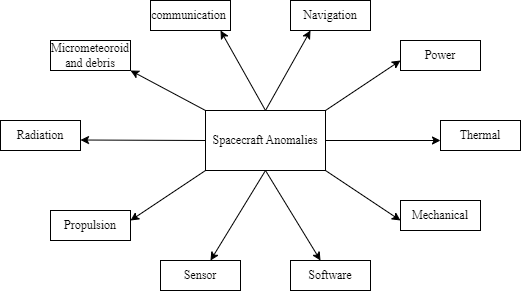 communication
Navigation
Micrometeoroid
and debris
Power
Radiation
Spacecraft Anomalies
Thermal
Propulsion
Mechanical
Sensor
Software